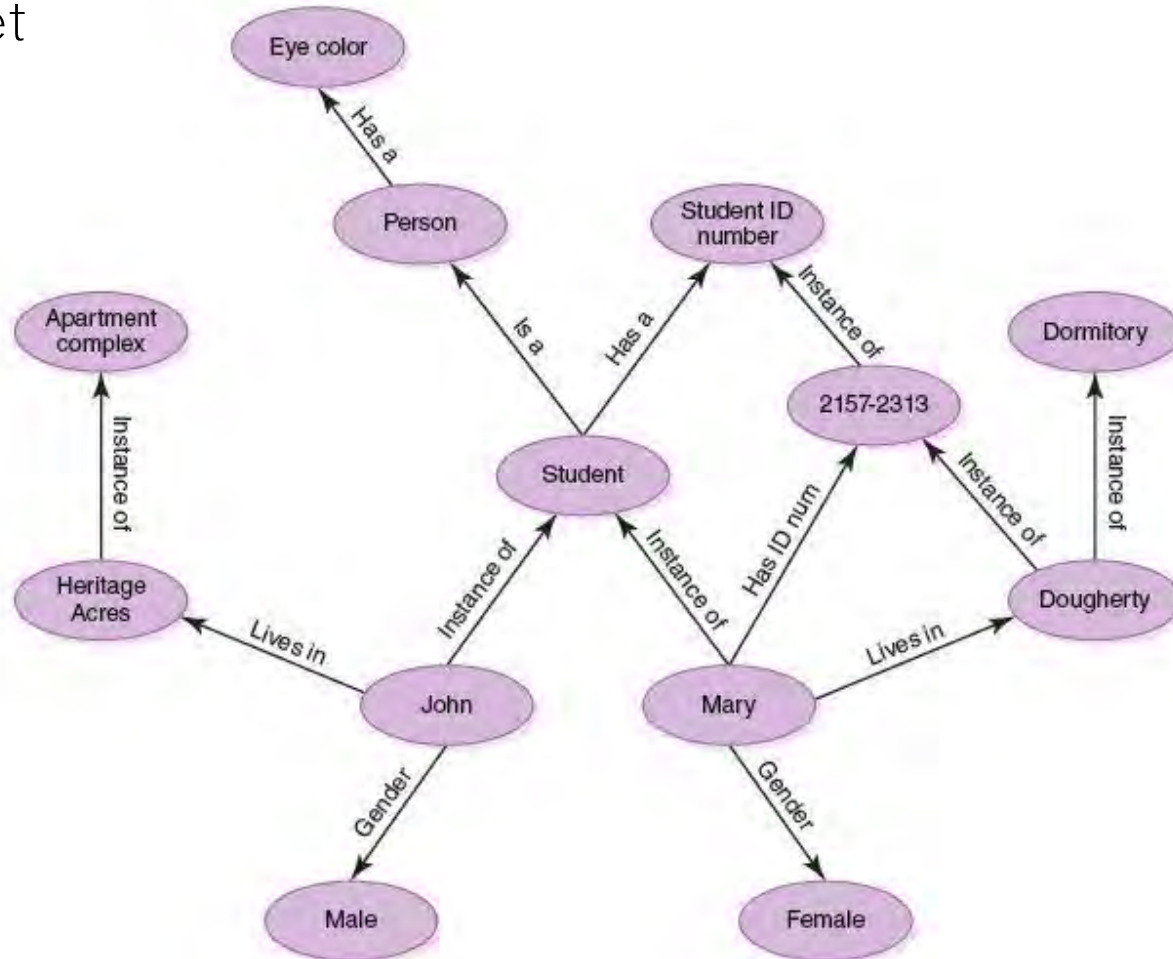 et
Eye color
Has a
Person
Student ID
number
Is a
Has a
Instance of
Apartment
complex
Dormitory
Instance of
2157-2313
Student
Instance of
Instance of
Heritage
Acres
Instance of
Instance of
Has ID num
Dougherty
Lives in
Lives in
John
Mary
Gender
Gender
Male
Female